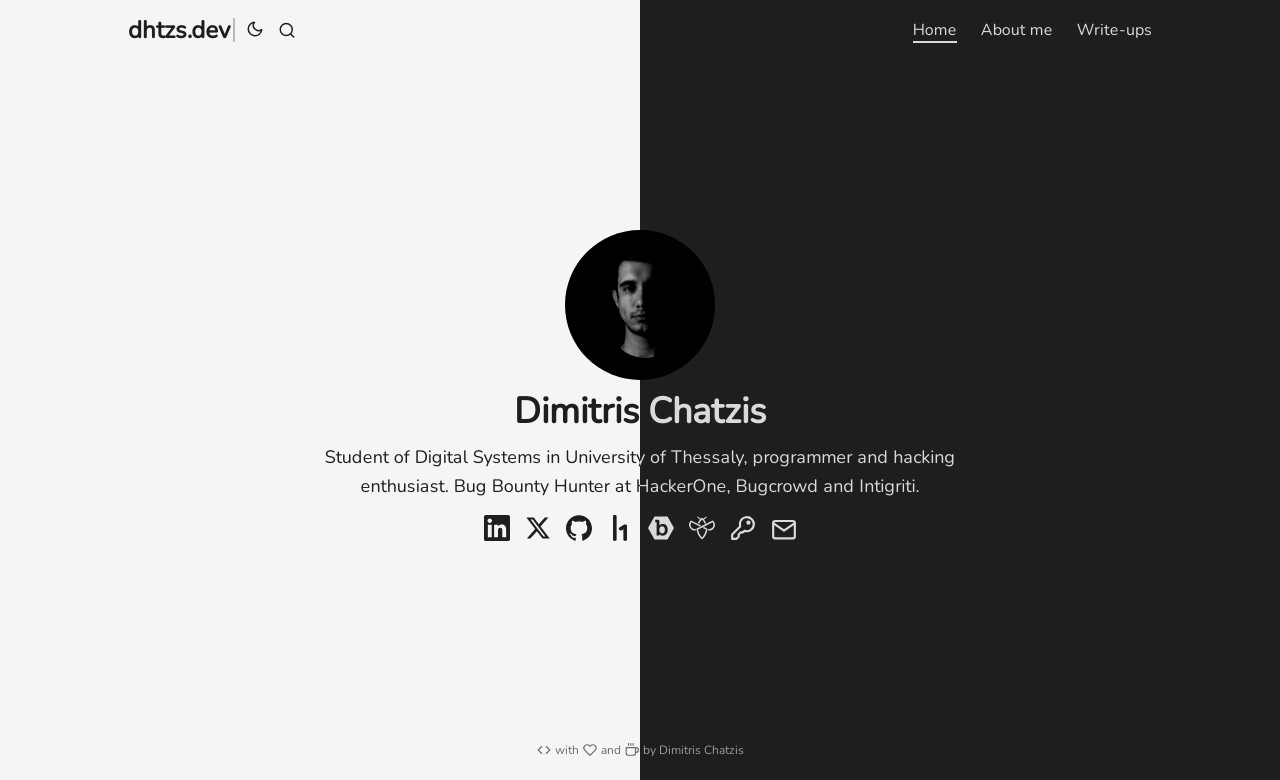 dhtzs.dev
Home About me Write-ups
Dimitris Chatzis
Student of Digital Systems in University of Thessaly, programmer and hacking
enthusiast. Bug Bounty Hunter at HackerOne, Bugcrowd and Intigriti.
with and by Dimitris Chatzis